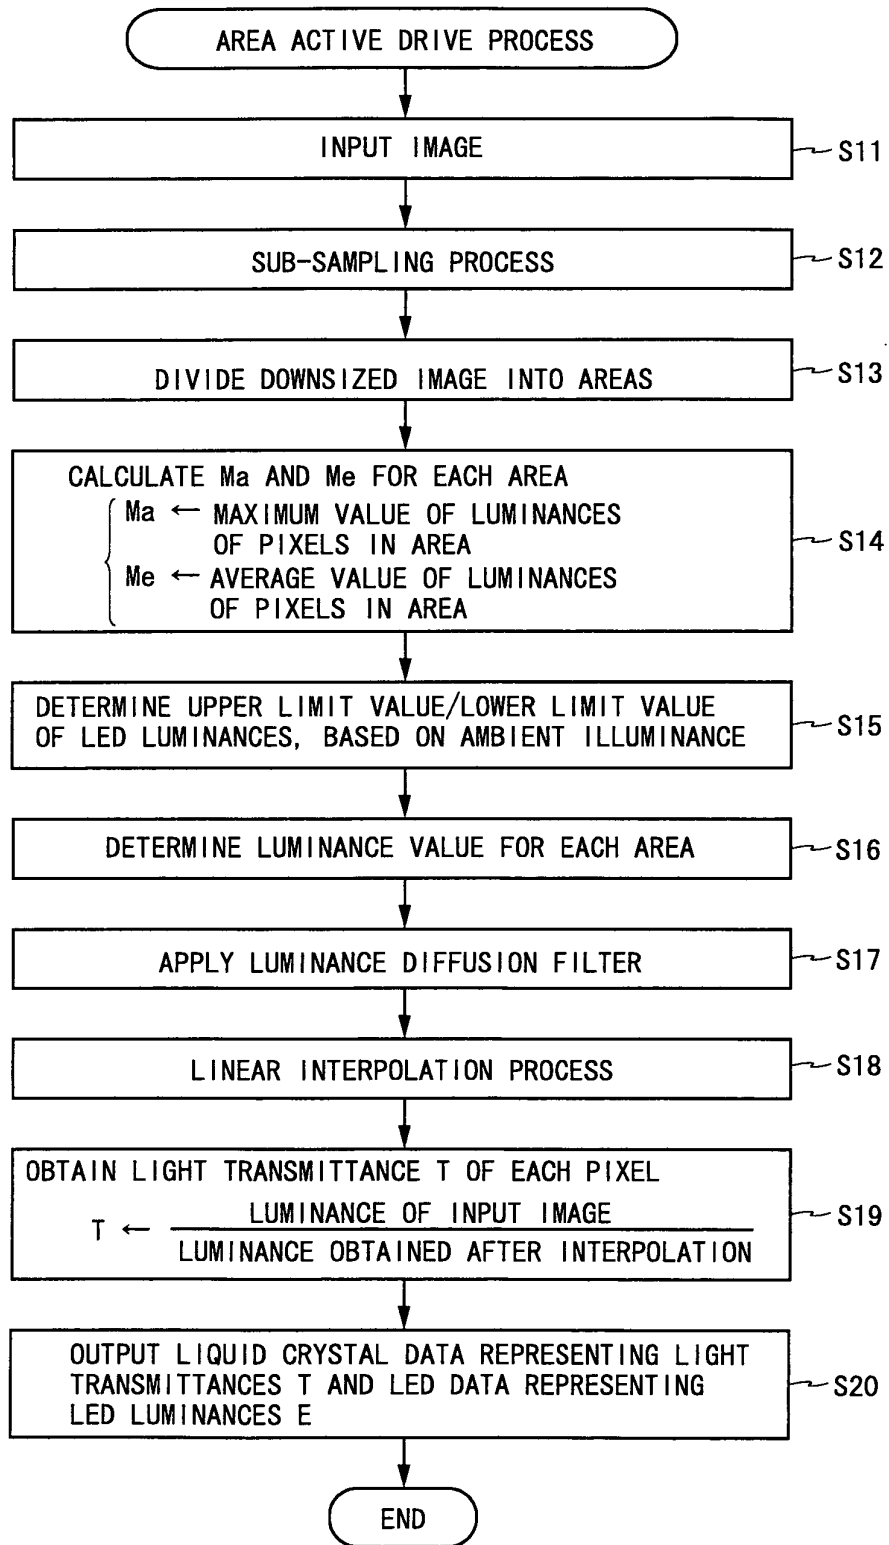 AREA ACTIVE DRIVE PROCESS
INPUT IMAGE
S11
SUB-SAMPLING PROCESS
S12
DIVIDE DOWNSIZED IMAGE INTO AREAS
S13
CALCULATE Ma AND Me FOR EACH AREA
Ma ← MAXIMUM VALUE OF LUMINANCES
OF PIXELS IN AREA
Me ← AVERAGE VALUE OF LUMINANCES
OF PIXELS IN AREA
S14
DETERMINE UPPER LIMIT VALUE/LOWER LIMIT VALUE
OF LED LUMINANCES, BASED ON AMBIENT ILLUMINANCE
S15
DETERMINE LUMINANCE VALUE FOR EACH AREA
S16
APPLY LUMINANCE DIFFUSION FILTER
S17
LINEAR INTERPOLATION PROCESS
S18
OBTAIN LIGHT TRANSMITTANCE T OF EACH PIXEL
T ← LUMINANCE OF INPUT IMAGE
LUMINANCE OBTAINED AFTER INTERPOLATION
S19
OUTPUT LIQUID CRYSTAL DATA REPRESENTING LIGHT
TRANSMITTANCES T AND LED DATA REPRESENTING
LED LUMINANCES E
S20
END